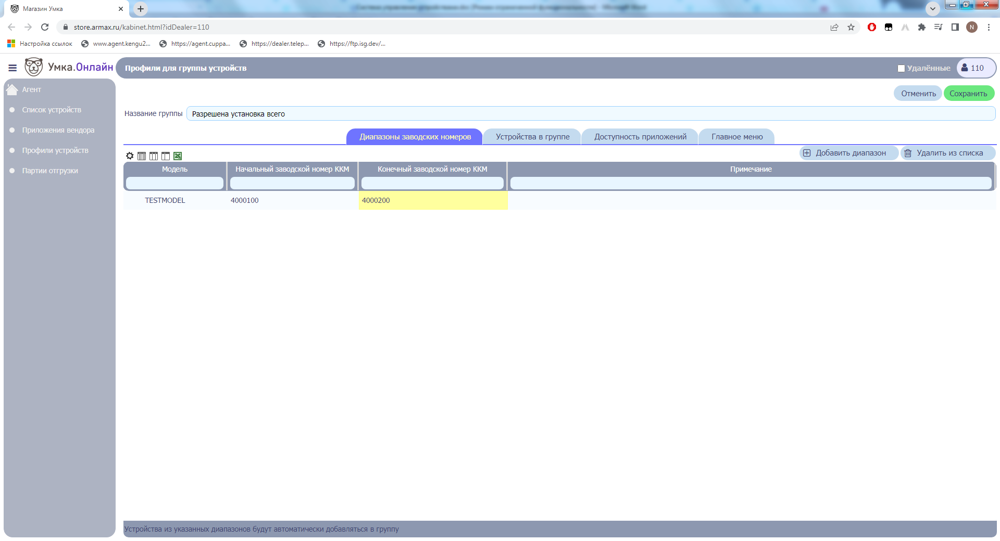 Магазин Умка
store.armax.ru/kabinet.html?idDealer=110
N
Настройка ссылок
www.agent.kengu2...
https://agent.cuppa...
https://dealer.telep...
https://ftp.isg.dev/...
Умка.Онлайн
Профили для группы устройств
Удалённые
110
Агент
Список устройств
Приложения вендора
Профили устройств
Партии отгрузки
Отменить
Сохранить
Название группы
Разрешена установка всего
Диапазоны заводских номеров
Устройства в группе
Доступность приложений
Главное меню
Добавить диапазон
Удалить из списка
Модель
Начальный заводской номер ККМ
Конечный заводской номер ККМ
Примечание
TESTMODEL
4000100
4000200
Устройства из указанных диапазонов будут автоматически добавляться в группу